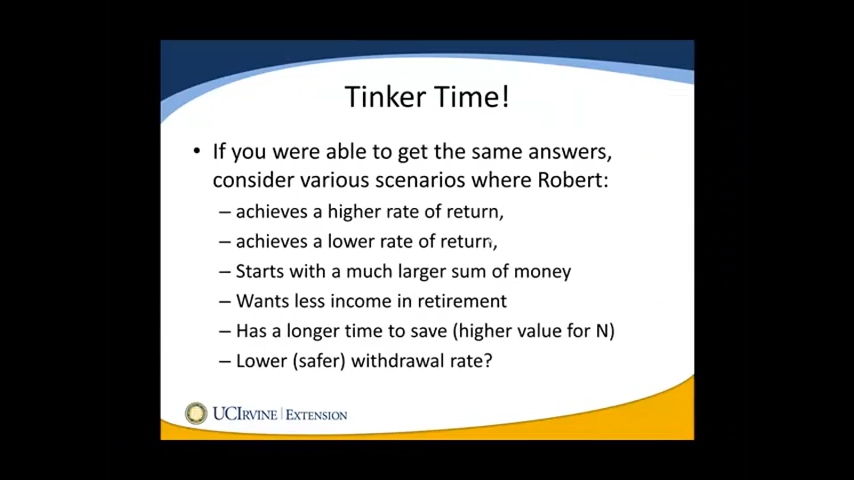 Tinker Time!
• If you were able to get the same answers,
consider various scenarios where Robert:
– achieves a higher rate of return,
– achieves a lower rate of return,
– Starts with a much larger sum of money
– Wants less income in retirement
– Has a longer time to save (higher value for N)
– Lower (safer) withdrawal rate?
UCIRVINE | EXTENSION